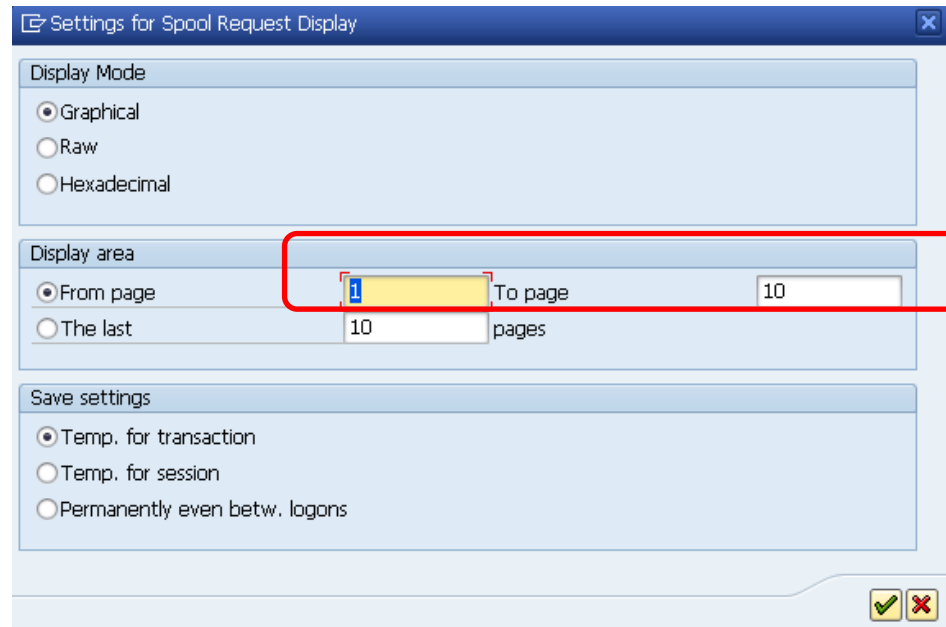 Settings for Spool Request Display
Display Mode
Graphical
Raw
Hexadecimal
Display area
From page 1 To page 10
The last 10 pages
Save settings
Temp. for transaction
Temp. for session
Permanently even betw. logons